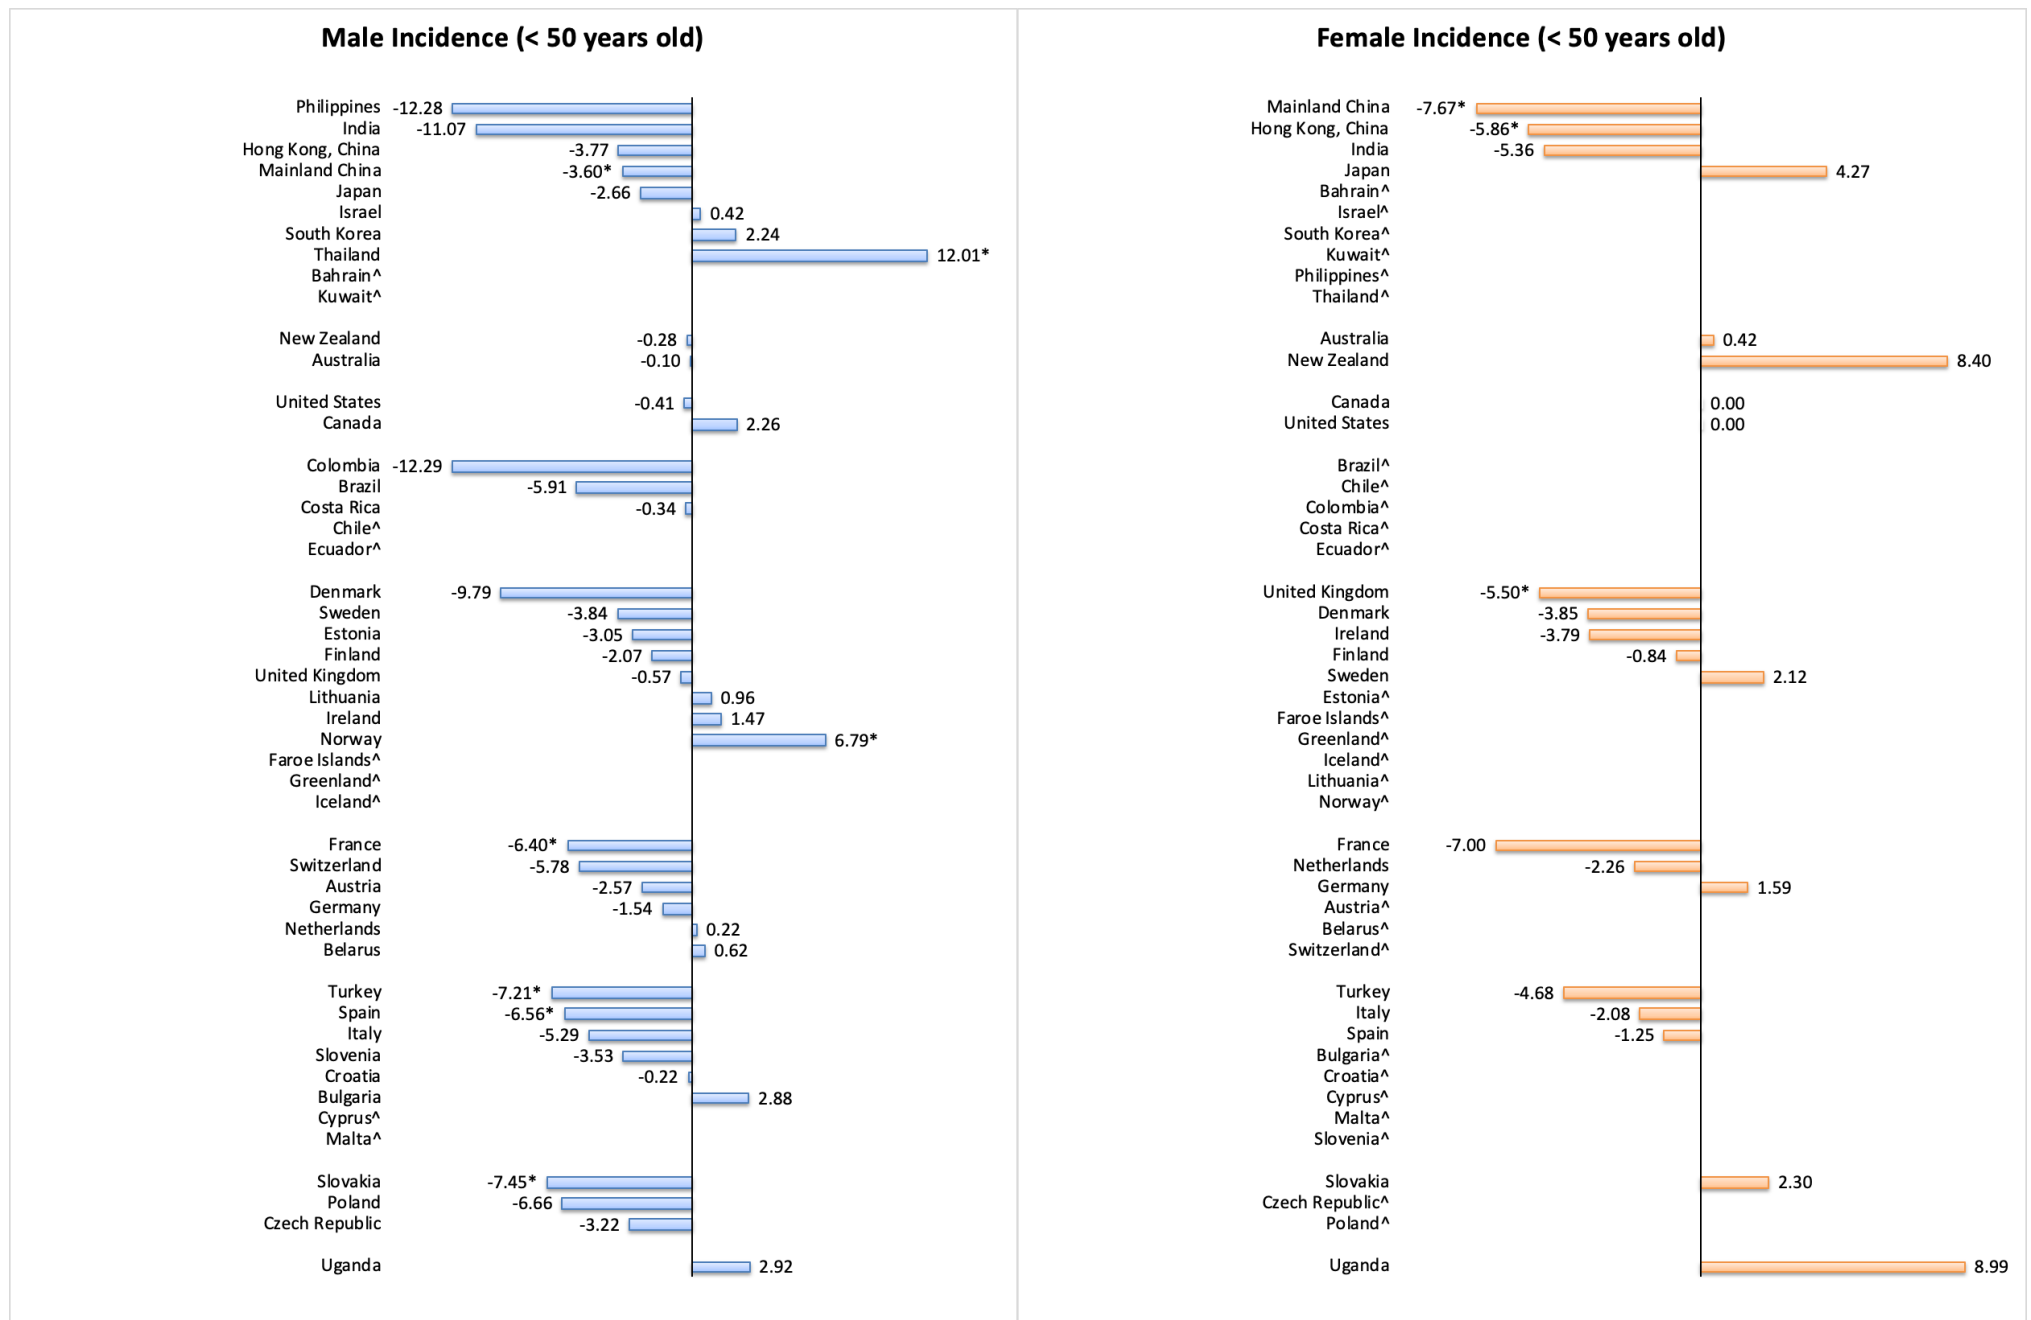 Male Incidence (< 50 years old)
Philippines -12.28
India -11.07
Hong Kong, China -3.77
Mainland China -3.60*
Japan -2.66
Israel 0.42
South Korea 2.24
Thailand 12.01*
Bahrain^
Kuwait^
New Zealand -0.28
Australia -0.10
United States -0.41
Canada 2.26
Colombia -12.29
Brazil -5.91
Costa Rica -0.34
Chile^
Ecuador^
Denmark -9.79
Sweden -3.84
Estonia -3.05
Finland -2.07
United Kingdom -0.57
Lithuania 0.96
Ireland 1.47
Norway 6.79*
Faroe Islands^
Greenland^
Iceland^
France -6.40*
Switzerland -5.78
Austria -2.57
Germany -1.54
Netherlands 0.22
Belarus 0.62
Turkey -7.21*
Spain -6.56*
Italy -5.29
Slovenia -3.53
Croatia -0.22
Bulgaria 2.88
Cyprus^
Malta^
Slovakia -7.45*
Poland -6.66
Czech Republic -3.22
Uganda 2.92
Female Incidence (< 50 years old)
Mainland China -7.67*
Hong Kong, China -5.86*
India -5.36
Japan 4.27
Bahrain^
Israel^
South Korea^
Kuwait^
Philippines^
Thailand^
Australia 0.42
New Zealand 8.40
Canada 0.00
United States 0.00
Brazil^
Chile^
Colombia^
Costa Rica^
Ecuador^
United Kingdom -5.50*
Denmark -3.85
Ireland -3.79
Finland -0.84
Sweden 2.12
Estonia^
Faroe Islands^
Greenland^
Iceland^
Lithuania^
Norway^
France -7.00
Netherlands -2.26
Germany 1.59
Austria^
Belarus^
Switzerland^
Turkey -4.68
Italy -2.08
Spain -1.25
Bulgaria^
Croatia^
Cyprus^
Malta^
Slovenia^
Slovakia 2.30
Czech Republic^
Poland^
Uganda 8.99